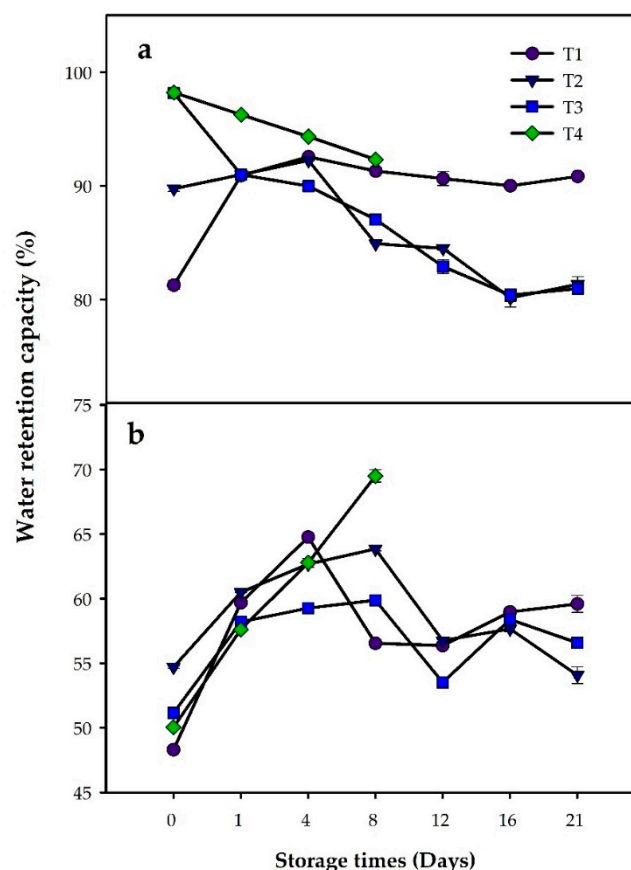 a
T1
T2
T3
T4
100
90
80
Water retention capacity (%)
75
b
70
65
60
55
50
45
0 1 4 8 12 16 21
Storage times (Days)